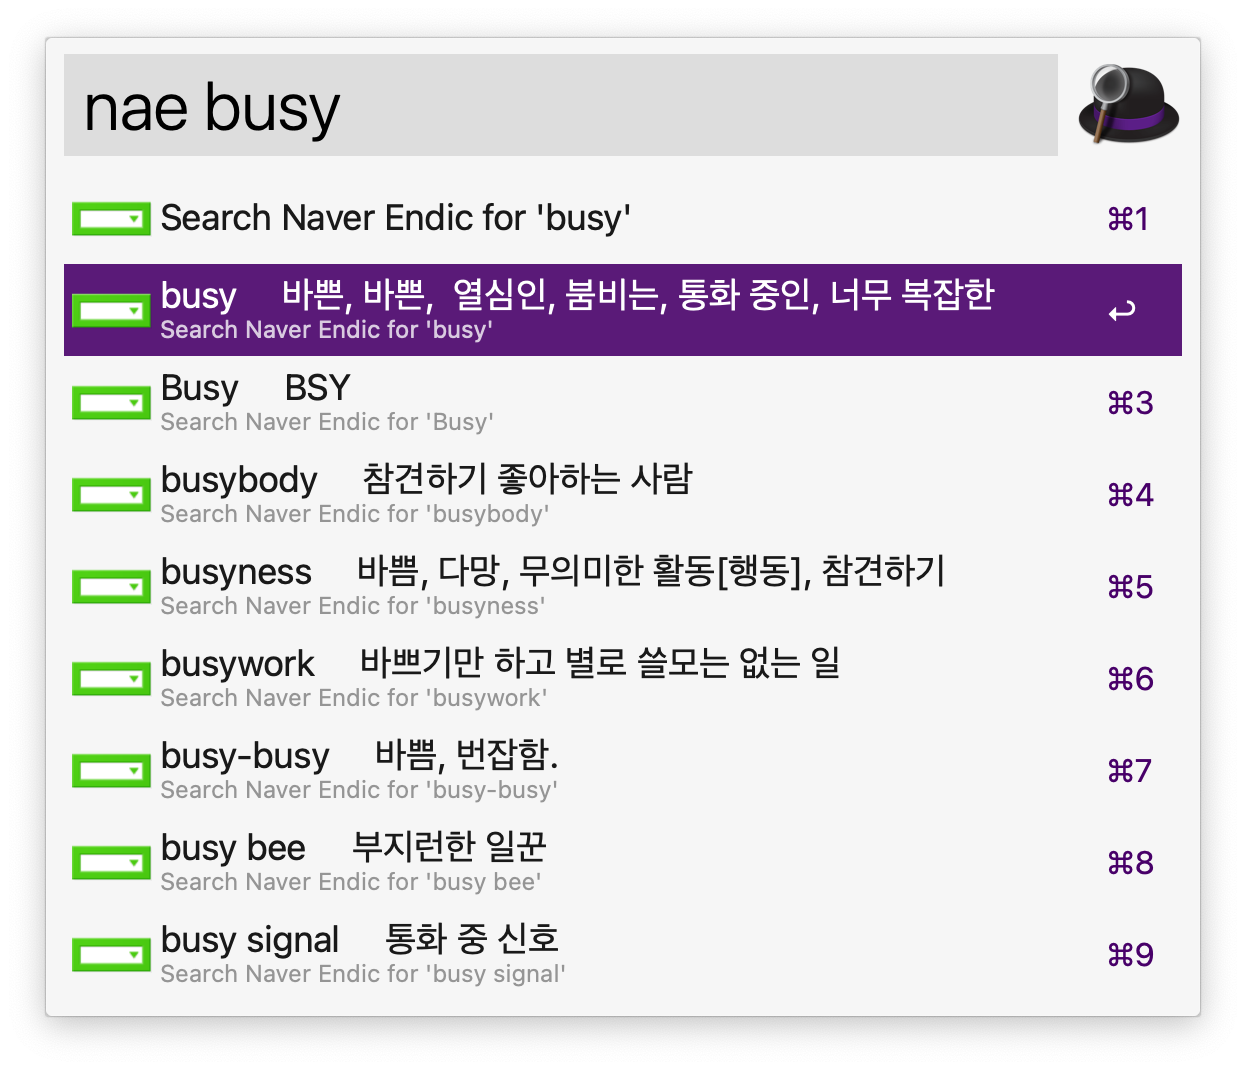 nae busy
Search Naver Endic for 'busy' ⌘1
busy 바쁜, 바쁜, 열심인, 붐비는, 통화 중인, 너무 복잡한
Search Naver Endic for 'busy'
Busy BSY ⌘3
Search Naver Endic for 'Busy'
busybody 참견하기 좋아하는 사람 ⌘4
Search Naver Endic for 'busybody'
busyness 바쁨, 다망, 무의미한 활동[행동], 참견하기 ⌘5
Search Naver Endic for 'busyness'
busywork 바쁘기만 하고 별로 쓸모는 없는 일 ⌘6
Search Naver Endic for 'busywork'
busy-busy 바쁨, 번잡함. ⌘7
Search Naver Endic for 'busy-busy'
busy bee 부지런한 일꾼 ⌘8
Search Naver Endic for 'busy bee'
busy signal 통화 중 신호 ⌘9
Search Naver Endic for 'busy signal'